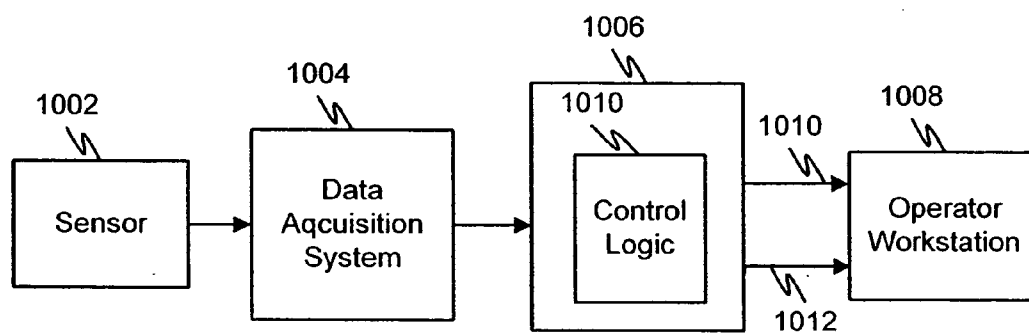 1002
1004
1006
1010
1010
1008
Sensor
Data
Aqcuisition
System
Control
Logic
Operator
Workstation
1012